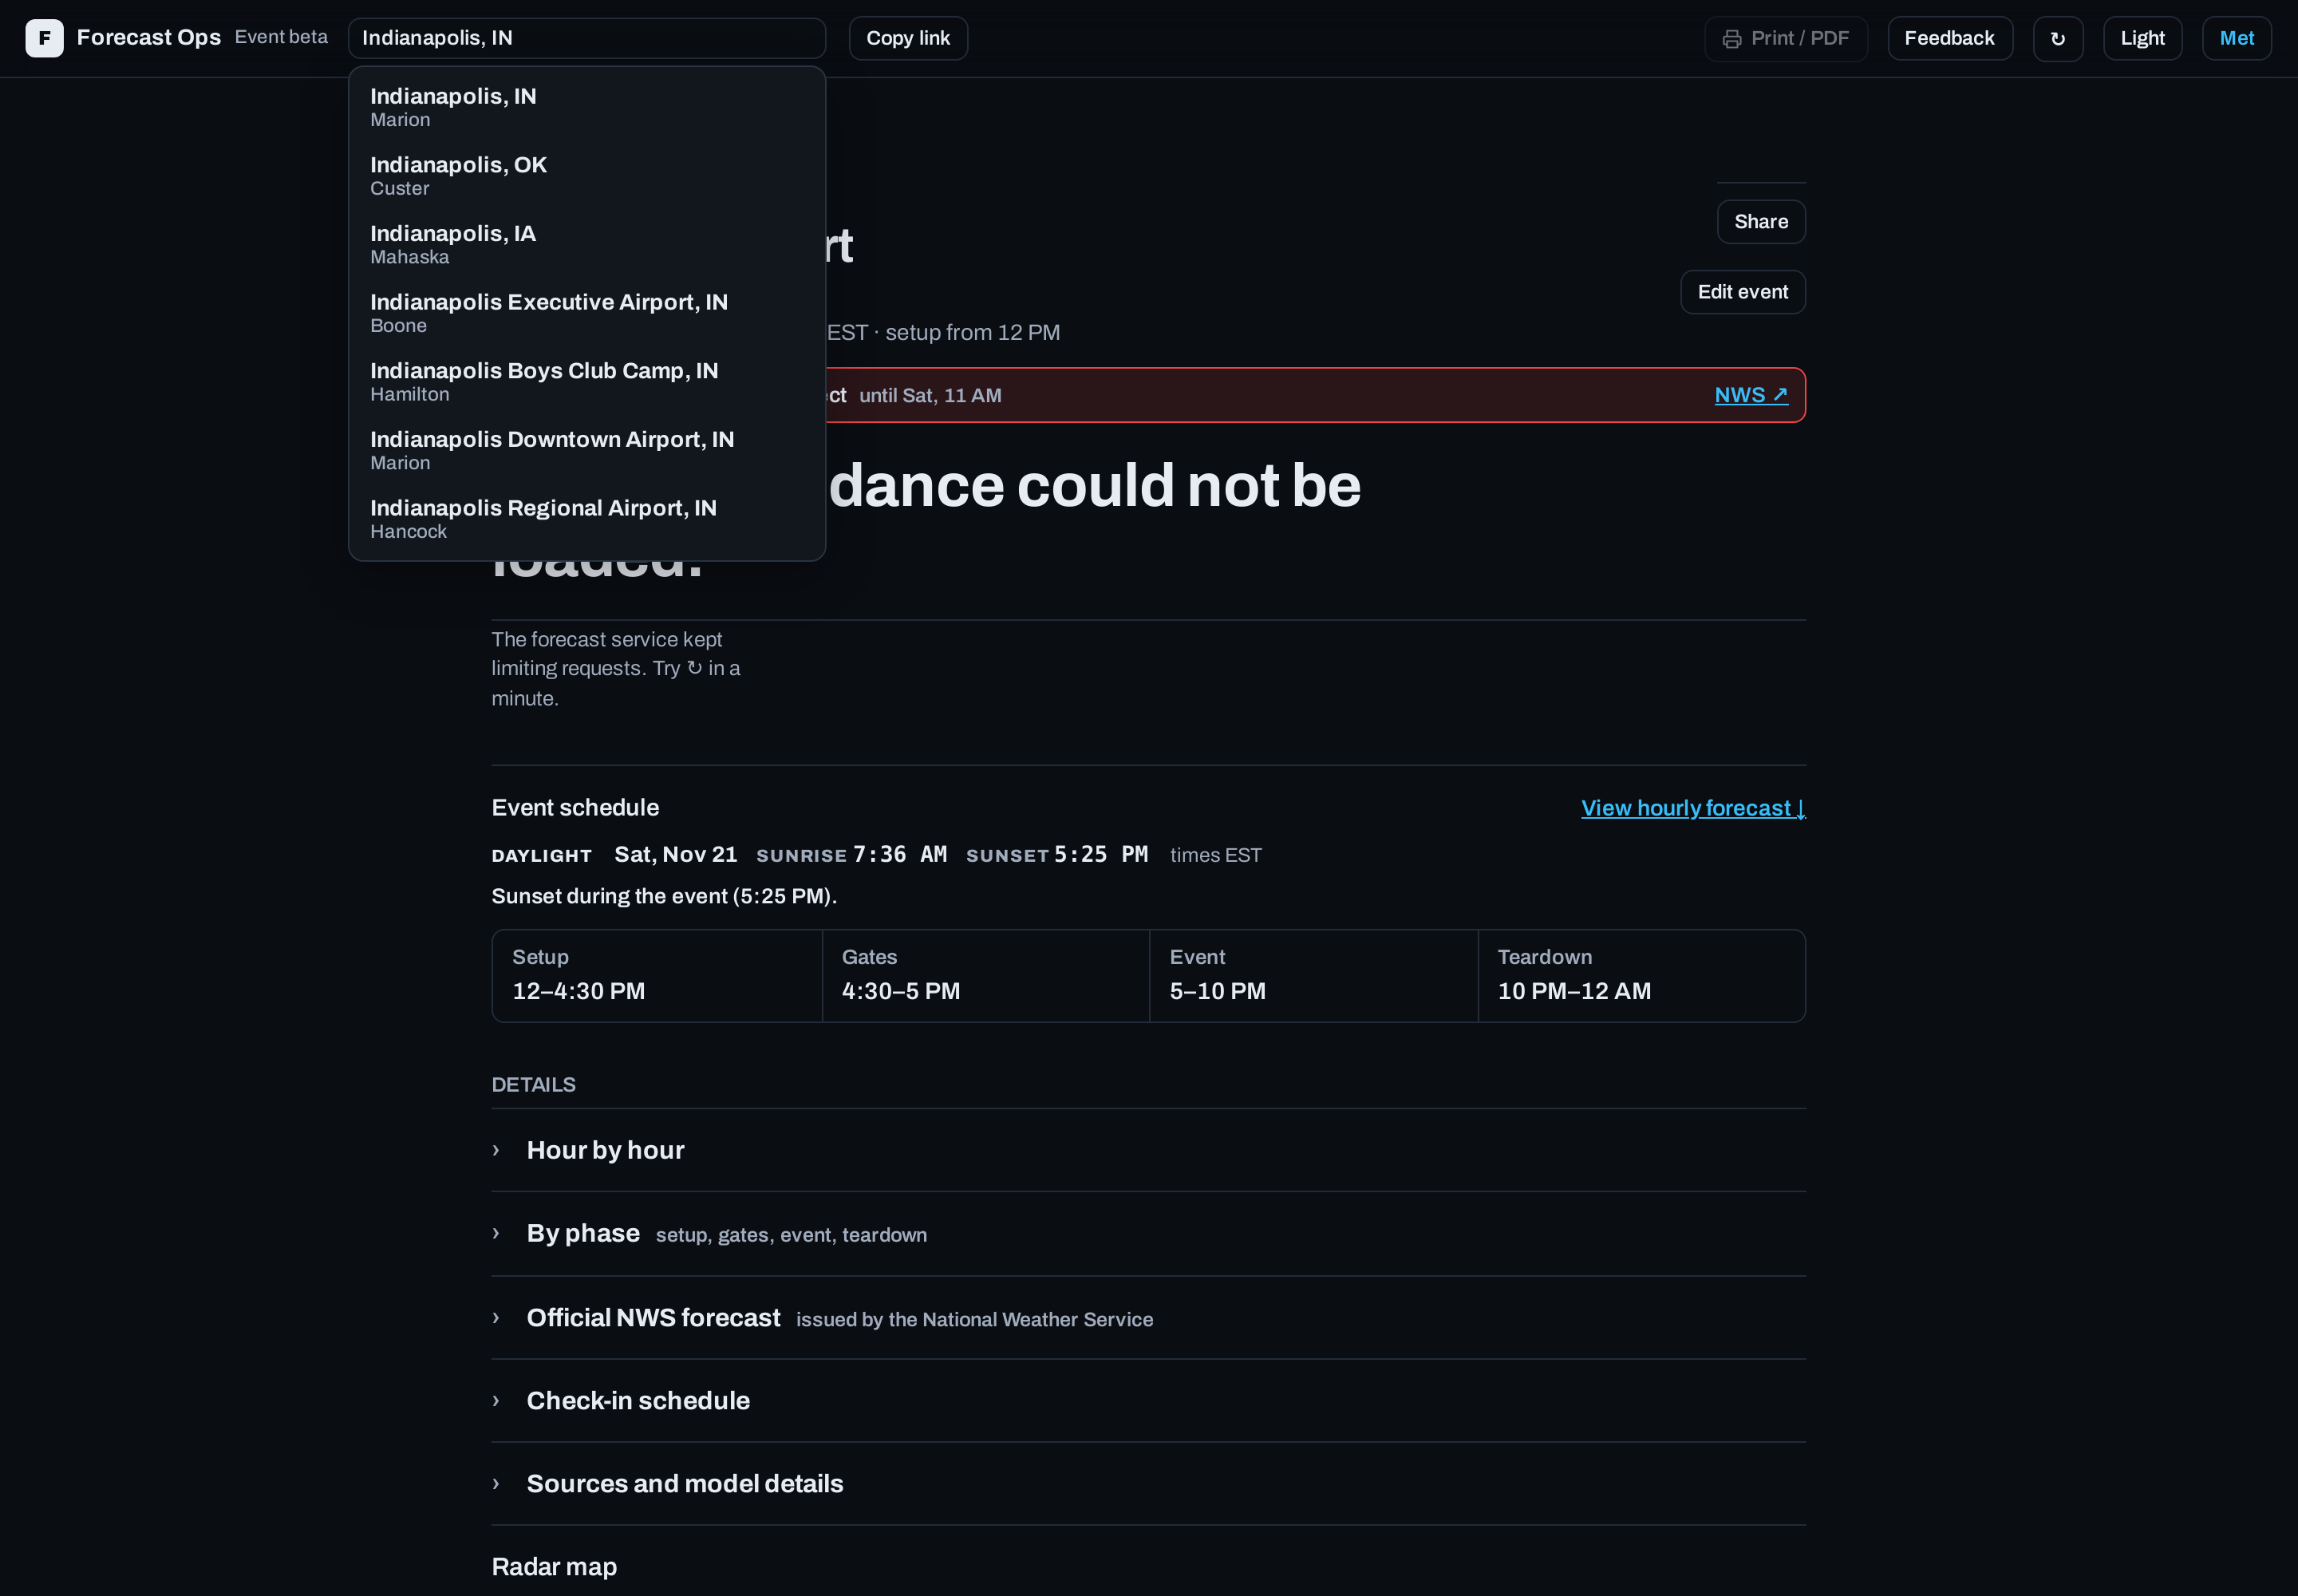 F Forecast Ops Event beta Indianapolis, IN Copy link Print / PDF Feedback ↻ Light Met
Indianapolis, IN
Marion
Indianapolis, OK
Custer
Indianapolis, IA
Mahaska
Indianapolis Executive Airport, IN
Boone
Indianapolis Boys Club Camp, IN
Hamilton
Indianapolis Downtown Airport, IN
Marion
Indianapolis Regional Airport, IN
Hancock
Share
Edit event
EST · setup from 12 PM
until Sat, 11 AM NWS ↗
could not be
loaded.
The forecast service kept
limiting requests. Try ↻ in a
minute.
Event schedule View hourly forecast ↓
DAYLIGHT Sat, Nov 21 SUNRISE 7:36 AM SUNSET 5:25 PM times EST
Sunset during the event (5:25 PM).
Setup Gates Event Teardown
12–4:30 PM 4:30–5 PM 5–10 PM 10 PM–12 AM
DETAILS
› Hour by hour
› By phase setup, gates, event, teardown
› Official NWS forecast issued by the National Weather Service
› Check-in schedule
› Sources and model details
Radar map